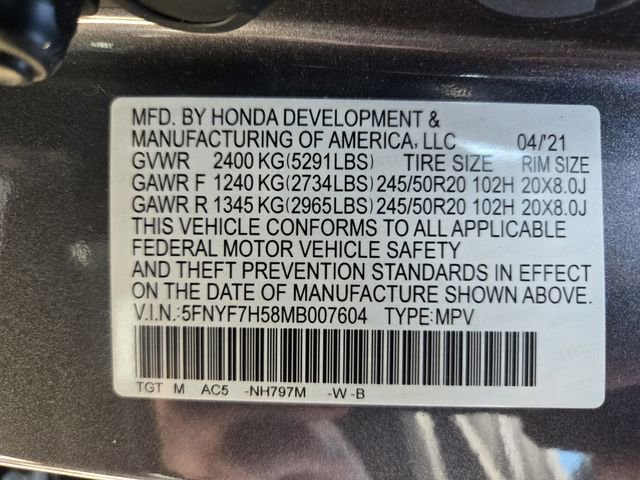 MFD. BY HONDA DEVELOPMENT &
MANUFACTURING OF AMERICA, LLC 04/'21
GVWR 2400 KG(5291LBS) TIRE SIZE RIM SIZE
GAWR F 1240 KG(2734LBS) 245/50R20 102H 20X8.0J
GAWR R 1345 KG(2965LBS) 245/50R20 102H 20X8.0J
THIS VEHICLE CONFORMS TO ALL APPLICABLE
FEDERAL MOTOR VEHICLE SAFETY
AND THEFT PREVENTION STANDARDS IN EFFECT
ON THE DATE OF MANUFACTURE SHOWN ABOVE.
V.I.N.:5FNYF7H58MB007604 TYPE:MPV
TGT M AC5 -NH797M -W -B